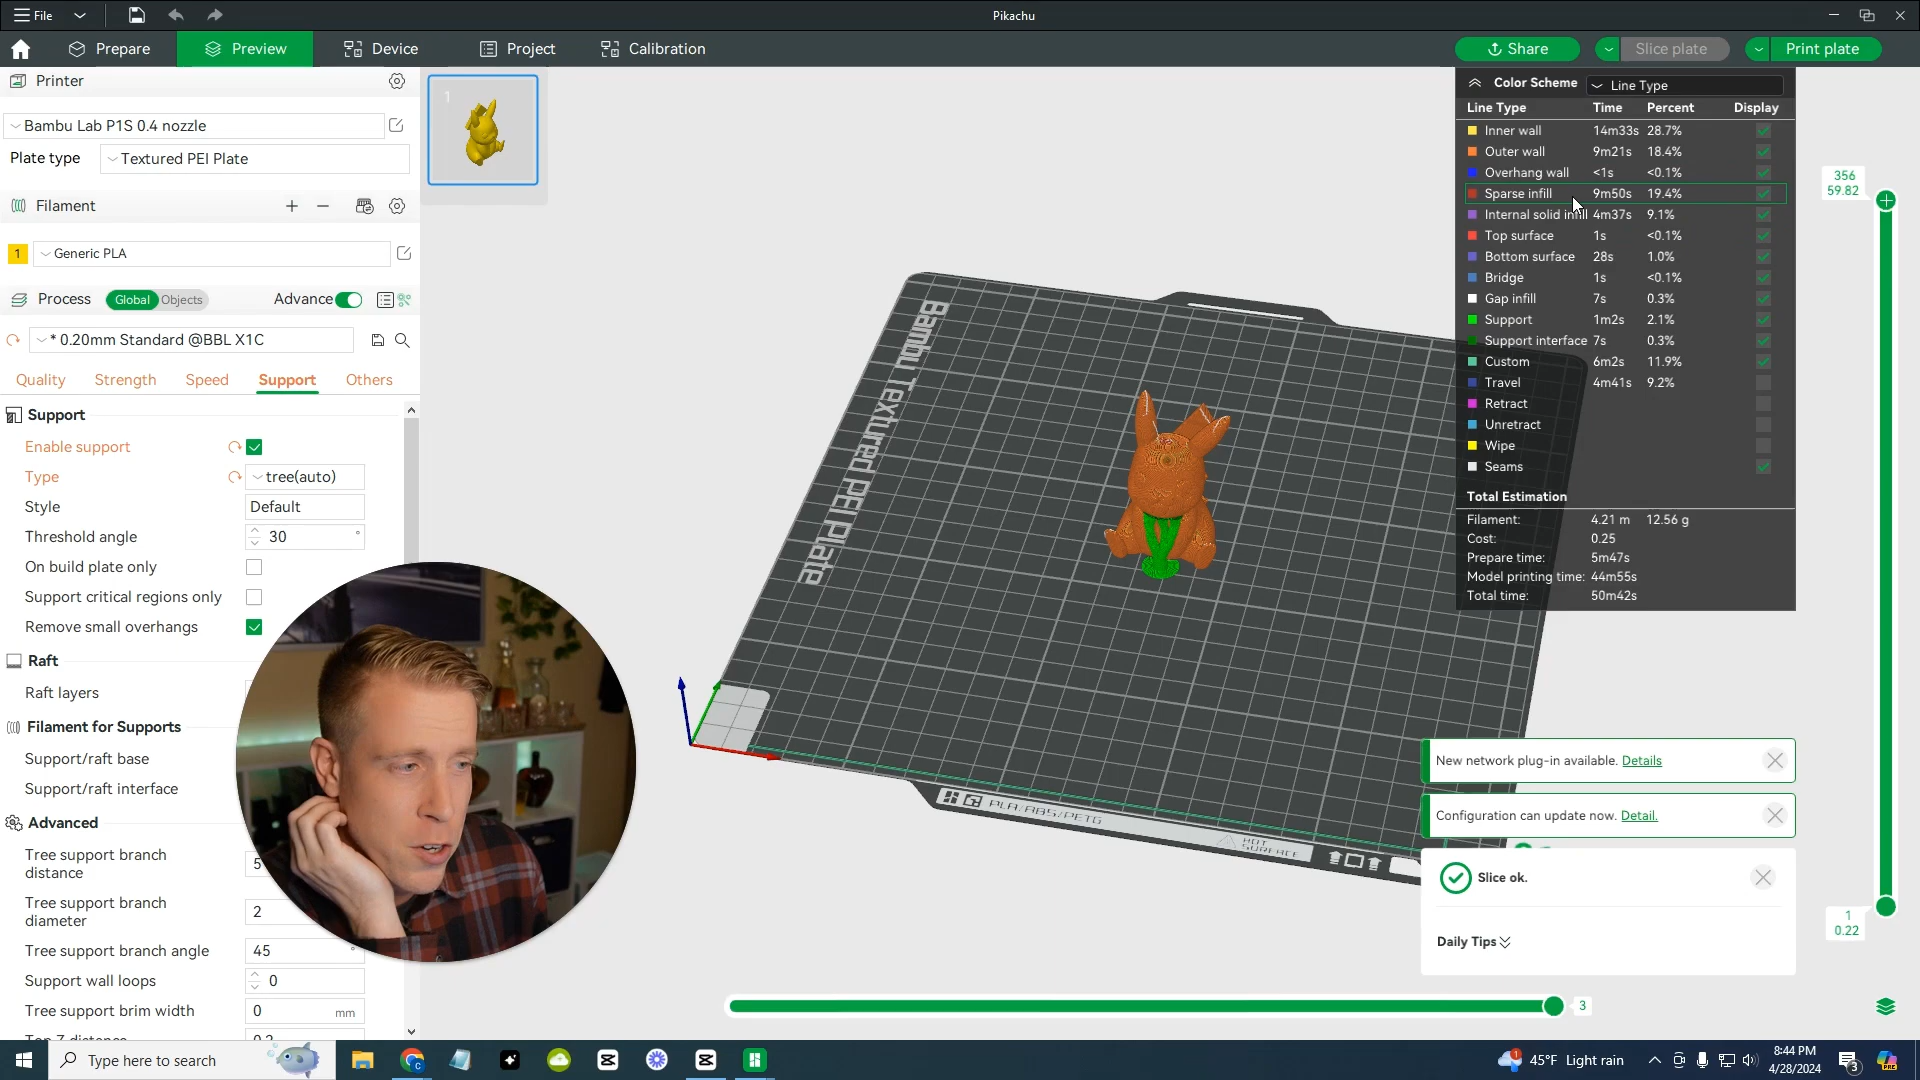 File
Pikachu
Prepare
Preview
Device
Project
Calibration
Share
Slice plate
Print plate
Printer
Bambu Lab P1S 0.4 nozzle
Plate type
Textured PEI Plate
Filament
1
Generic PLA
Process
Global
Objects
Advance
* 0.20mm Standard @BBL X1C
Quality
Strength
Speed
Support
Others
Support
Enable support
Type
tree(auto)
Style
Default
Threshold angle
30 °
On build plate only
Support critical regions only
Remove small overhangs
Raft
Raft layers
Filament for Supports
Support/raft base
Support/raft interface
Advanced
Tree support branch
distance
5
Tree support branch
diameter
2
Tree support branch angle
45 °
Support wall loops
0
Tree support brim width
0 mm
1
Bambu Textured PEI Plate
PLA/ABS/PETG
HOT
SURFACE
Color Scheme
Line Type
Line Type Time Percent Display
Inner wall 14m33s 28.7%
Outer wall 9m21s 18.4%
Overhang wall <1s <0.1%
Sparse infill 9m50s 19.4%
Internal solid infill 4m37s 9.1%
Top surface 1s <0.1%
Bottom surface 28s 1.0%
Bridge 1s <0.1%
Gap infill 7s 0.3%
Support 1m2s 2.1%
Support interface 7s 0.3%
Custom 6m2s 11.9%
Travel 4m41s 9.2%
Retract
Unretract
Wipe
Seams
Total Estimation
Filament: 4.21 m 12.56 g
Cost: 0.25
Prepare time: 5m47s
Model printing time: 44m55s
Total time: 50m42s
356
59.82
New network plug-in available. Details
Configuration can update now. Detail.
Slice ok.
Daily Tips
1
0.22
3
Type here to search
45°F Light rain
8:44 PM
4/28/2024
3